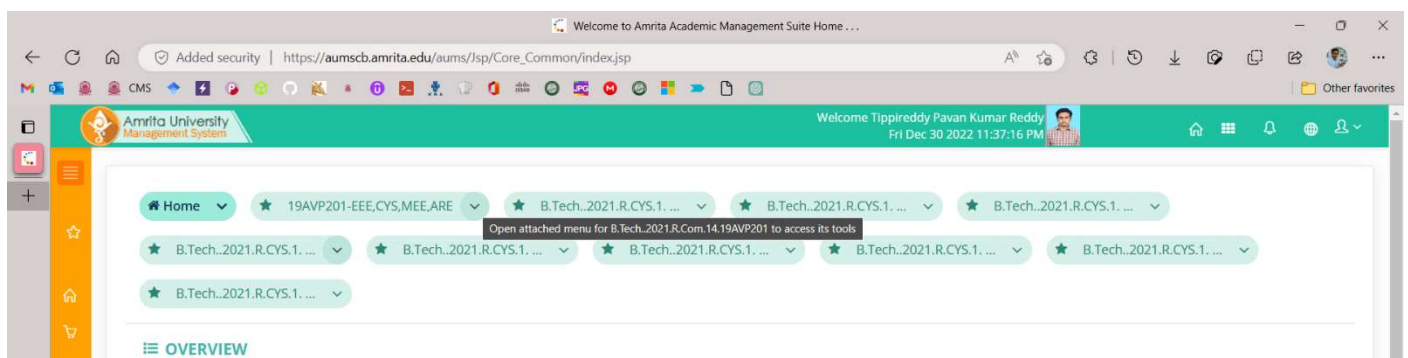 Welcome to Amrita Academic Management Suite Home . . .
Added security | https://aumscb.amrita.edu/aums/Jsp/Core_Common/index.jsp
CMS
Other favorites
Amrita University
Management System
Welcome Tippireddy Pavan Kumar Reddy
Fri Dec 30 2022 11:37:16 PM
Home 19AVP201-EEE,CYS,MEE,ARE B.Tech..2021.R.CYS.1. ... B.Tech..2021.R.CYS.1. ... B.Tech..2021.R.CYS.1. ...
Open attached menu for B.Tech..2021.R.Com.14.19AVP201 to access its tools
B.Tech..2021.R.CYS.1. ... B.Tech..2021.R.CYS.1. ... B.Tech..2021.R.CYS.1. ... B.Tech..2021.R.CYS.1. ... B.Tech..2021.R.CYS.1. ...
B.Tech..2021.R.CYS.1. ...
OVERVIEW